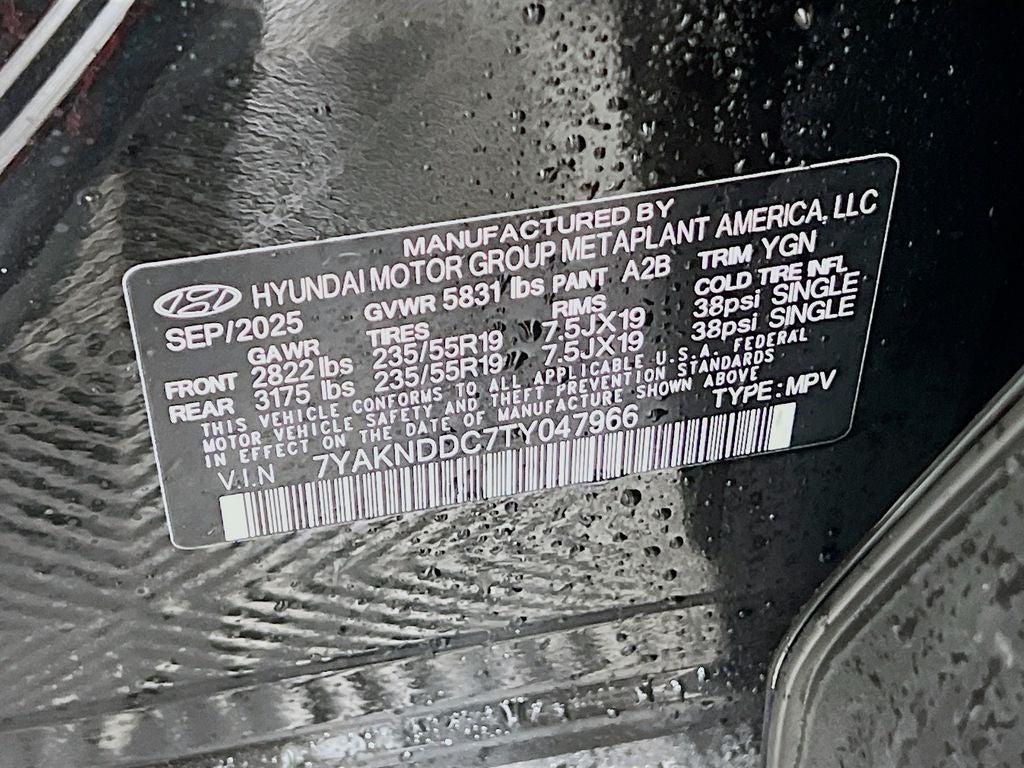 MANUFACTURED BY
HYUNDAI MOTOR GROUP METAPLANT AMERICA, LLC
SEP/2025 GVWR 5831 lbs PAINT A2B TRIM YGN
GAWR TIRES RIMS COLD TIRE INFL
FRONT 2822 lbs 235/55R19 7.5JX19 38psi SINGLE
REAR 3175 lbs 235/55R19 7.5JX19 38psi SINGLE
THIS VEHICLE CONFORMS TO ALL APPLICABLE U.S.A. FEDERAL
MOTOR VEHICLE SAFETY AND THEFT PREVENTION STANDARDS
IN EFFECT ON THE DATE OF MANUFACTURE SHOWN ABOVE
V.I.N 7YAKNDDC7TY047966 TYPE: MPV